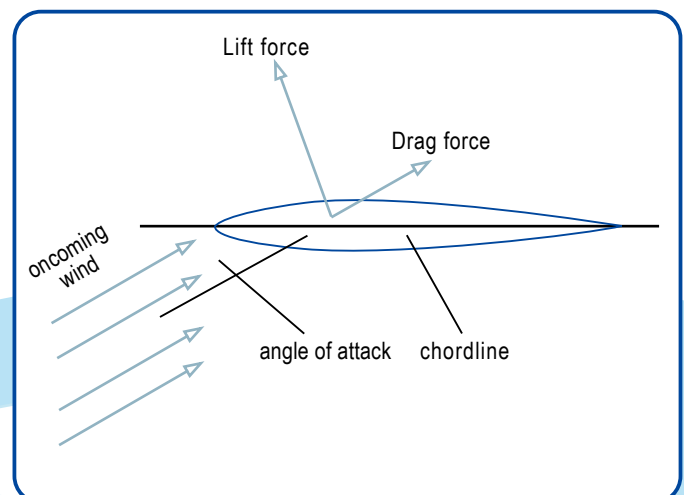 Lift force
Drag force
oncoming
wind
angle of attack
chordline